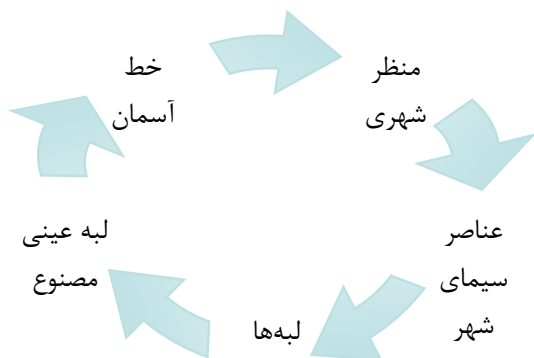 خط
آسمان
منظر
شهری
عناصر
سیمای
شهر
لبه‌ها
لبه عینی
مصنوع